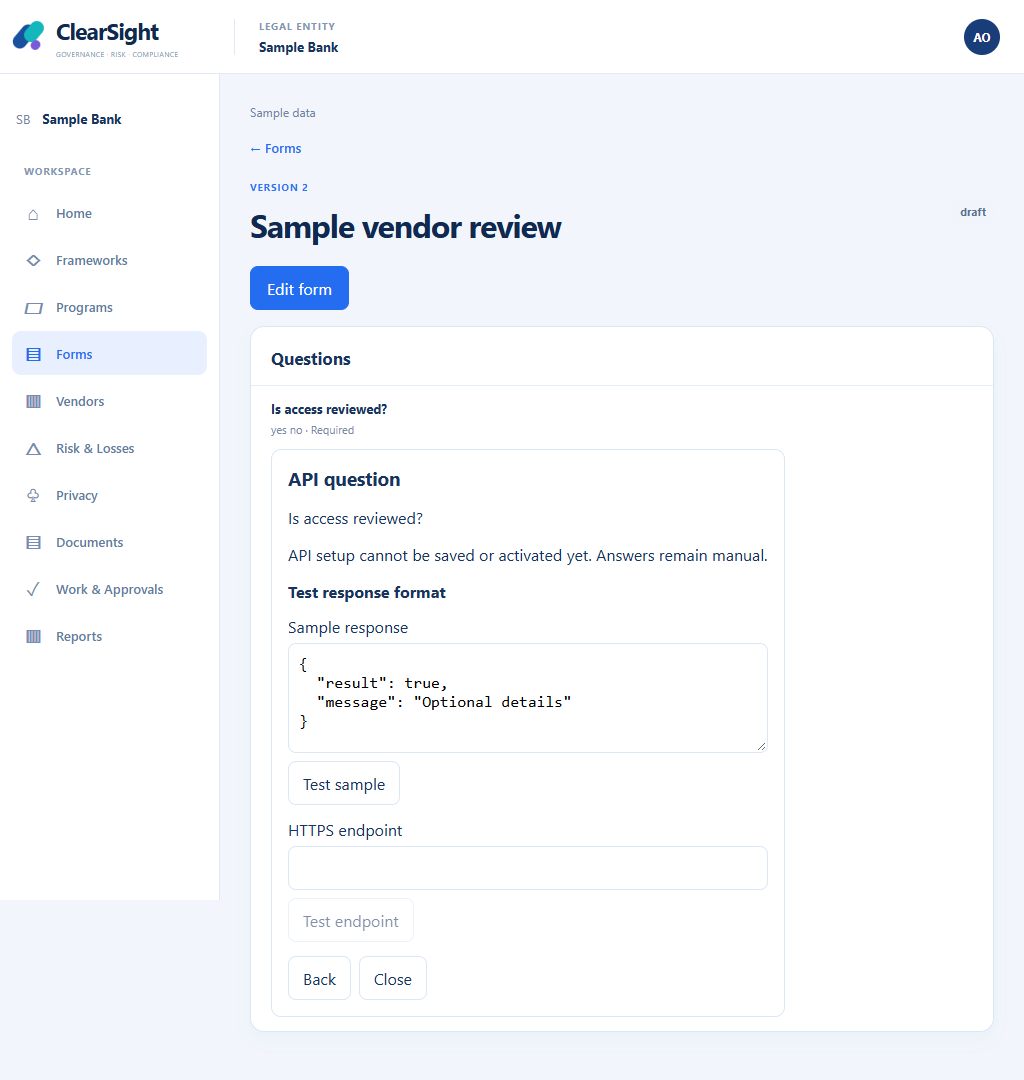 ClearSight
GOVERNANCE · RISK · COMPLIANCE
LEGAL ENTITY
Sample Bank
AO
SB Sample Bank
WORKSPACE
Home
Frameworks
Programs
Forms
Vendors
Risk & Losses
Privacy
Documents
Work & Approvals
Reports
Sample data
← Forms
VERSION 2
Sample vendor review
draft
Edit form
Questions
Is access reviewed?
yes no · Required
API question
Is access reviewed?
API setup cannot be saved or activated yet. Answers remain manual.
Test response format
Sample response
{
  "result": true,
  "message": "Optional details"
}
Test sample
HTTPS endpoint
Test endpoint
Back
Close